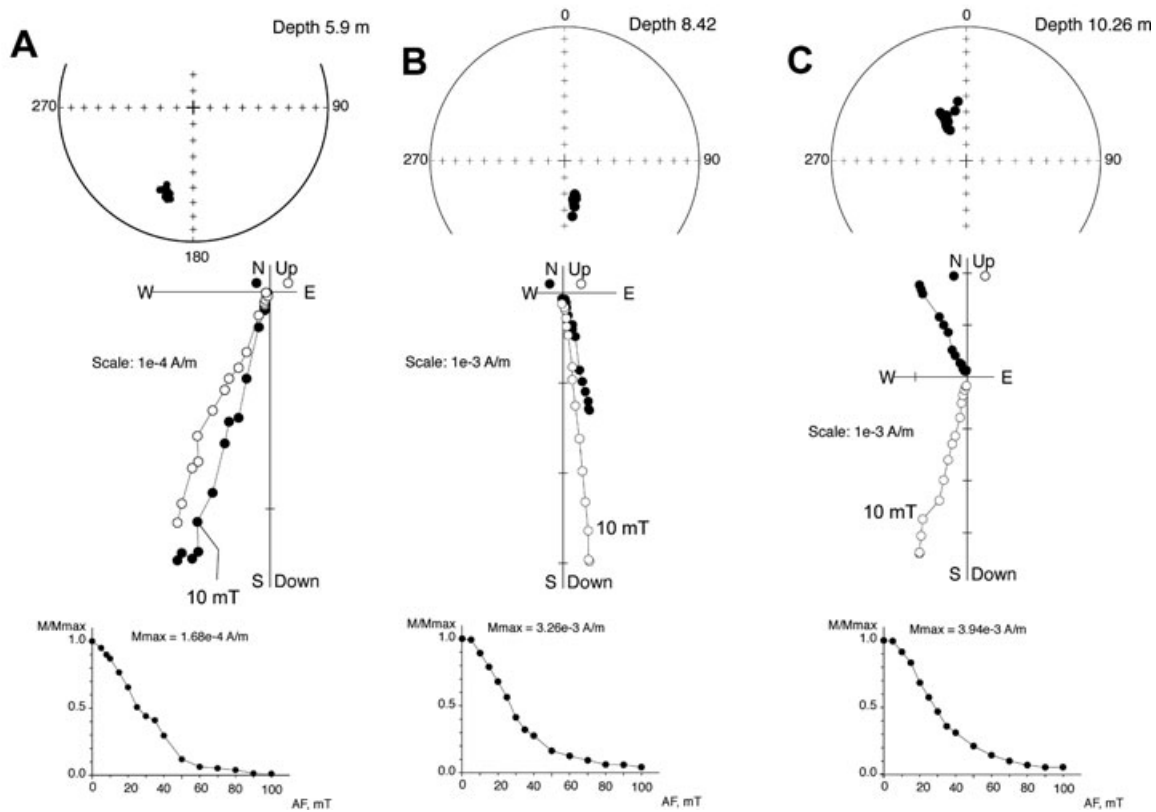 A
Depth 5.9 m
270
90
180
N Up
W E
Scale: 1e-4 A/m
10 mT
S Down
M/Mmax
Mmax = 1.68e-4 A/m
1.0
0.5
0.0
0 20 40 60 80 100
AF, mT
B
0
Depth 8.42
270
90
N Up
W E
Scale: 1e-3 A/m
10 mT
S Down
M/Mmax
Mmax = 3.26e-3 A/m
1.0
0.5
0.0
0 20 40 60 80 100
AF, mT
C
0
Depth 10.26 m
270
90
N Up
W E
Scale: 1e-3 A/m
10 mT
S Down
M/Mmax
Mmax = 3.94e-3 A/m
1.0
0.5
0.0
0 20 40 60 80 100
AF, mT